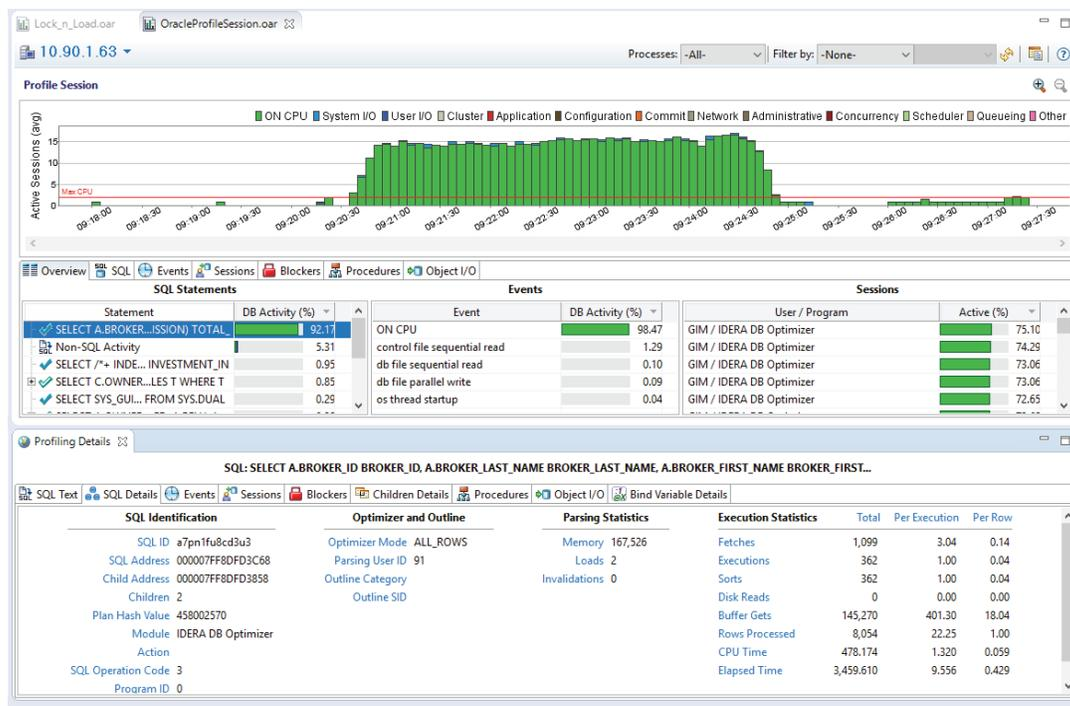 Lock_n_Load.oar OracleProfileSession.oar
10.90.1.63 Processes: -All- Filter by: -None-
Profile Session
ON CPU System I/O User I/O Cluster Application Configuration Commit Network Administrative Concurrency Scheduler Queueing Other
Active Sessions (avg)
15
10
5
0
Max CPU
09:18:00 09:18:30 09:19:00 09:19:30 09:20:00 09:20:30 09:21:00 09:21:30 09:22:00 09:22:30 09:23:00 09:23:30 09:24:00 09:24:30 09:25:00 09:25:30 09:26:00 09:26:30 09:27:00 09:27:30
Overview SQL Events Sessions Blockers Procedures Object I/O
SQL Statements Events Sessions
Statement DB Activity (%) Event DB Activity (%) User / Program Active (%)
SELECT A.BROKER...ISSION) TOTAL_ 92.17 ON CPU 98.47 GIM / IDERA DB Optimizer 75.10
Non-SQL Activity 5.31 control file sequential read 1.29 GIM / IDERA DB Optimizer 74.29
SELECT /*+ INDE... INVESTMENT_IN 0.95 db file sequential read 0.10 GIM / IDERA DB Optimizer 73.06
SELECT C.OWNER...LES T WHERE T 0.85 db file parallel write 0.09 GIM / IDERA DB Optimizer 73.06
SELECT SYS_GUI... FROM SYS.DUAL 0.29 os thread startup 0.04 GIM / IDERA DB Optimizer 72.65
Profiling Details
SQL: SELECT A.BROKER_ID BROKER_ID, A.BROKER_LAST_NAME BROKER_LAST_NAME, A.BROKER_FIRST_NAME BROKER_FIRST...
SQL Text SQL Details Events Sessions Blockers Children Details Procedures Object I/O Bind Variable Details
SQL Identification Optimizer and Outline Parsing Statistics Execution Statistics Total Per Execution Per Row
SQL ID a7pn1fu8cd3u3 Optimizer Mode ALL_ROWS Memory 167,526 Fetches 1,099 3.04 0.14
SQL Address 000007FF8DFD3C68 Parsing User ID 91 Loads 2 Executions 362 1.00 0.04
Child Address 000007FF8DFD3858 Outline Category Invalidations 0 Sorts 362 1.00 0.04
Children 2 Outline SID Disk Reads 0 0.00 0.00
Plan Hash Value 458002570 Buffer Gets 145,270 401.30 18.04
Module IDERA DB Optimizer Rows Processed 8,054 22.25 1.00
Action CPU Time 478.174 1.320 0.059
SQL Operation Code 3 Elapsed Time 3,459.610 9.556 0.429
Program ID 0